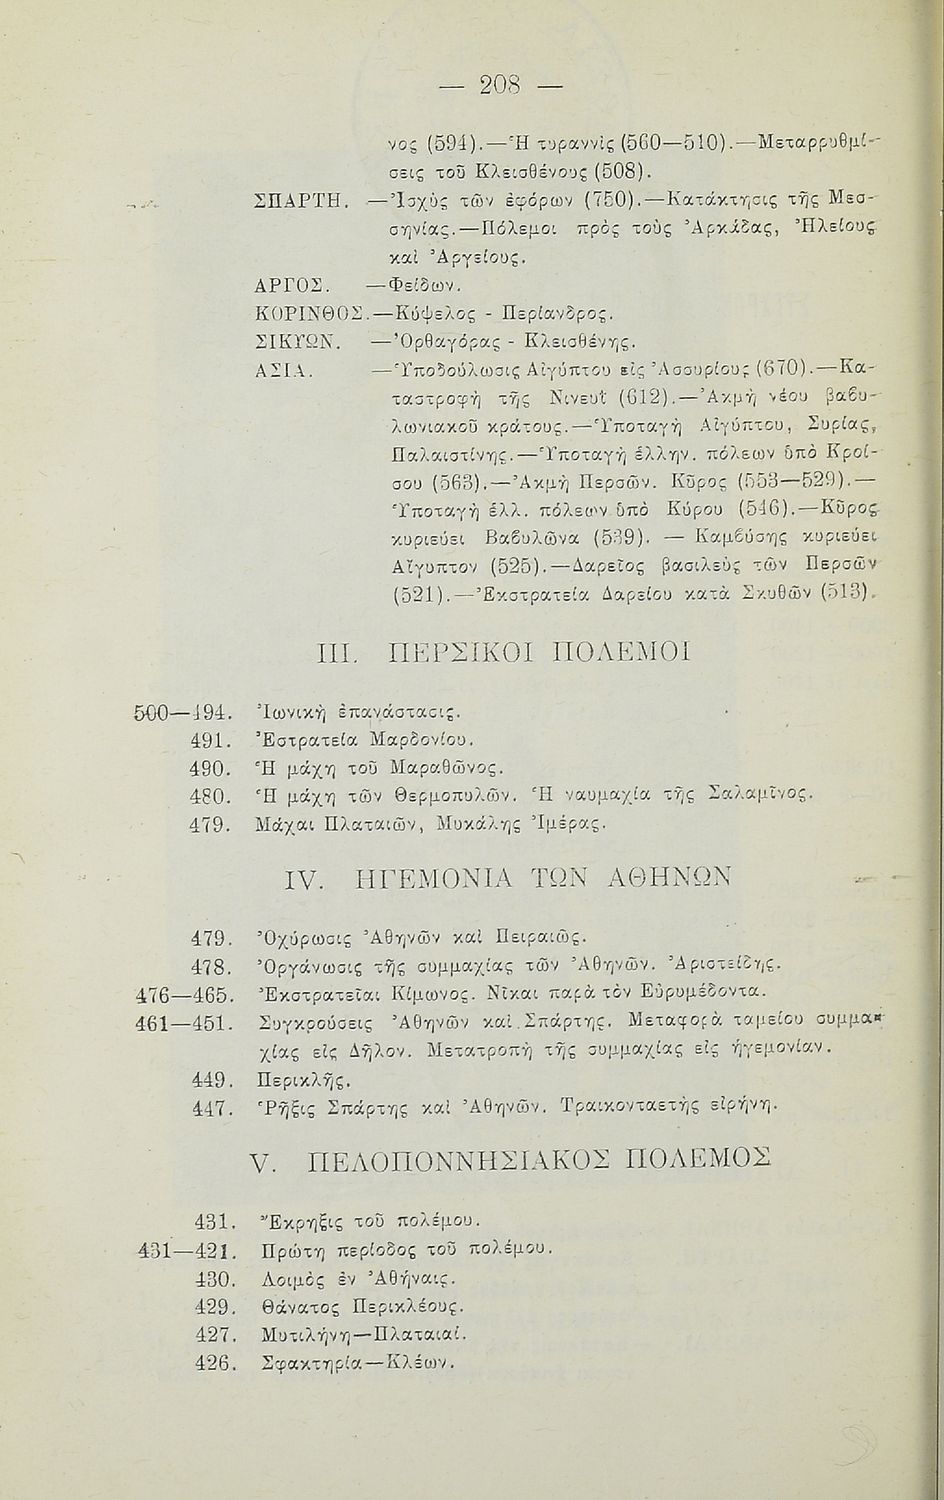 — 208 —
νος (594).—Ἡ τυραννὶς (560—510).—Μεταρρυθμί-
σεις τοῦ Κλεισθένους (508).
ΣΠΑΡΤΗ. —Ἰσχὺς τῶν ἐφόρων (750).—Κατάκτησις τῆς Μεσ-
σηνίας.—Πόλεμοι πρὸς τοὺς Ἀρκάδας, Ἠλείους
καὶ Ἀργείους.
ΑΡΓΟΣ. —Φείδων.
ΚΟΡΙΝΘΟΣ.—Κύψελος - Περίανδρος.
ΣΙΚΥΩΝ. —Ὀρθαγόρας - Κλεισθένης.
ΑΣΙΑ. —Ὑποδούλωσις Αἰγύπτου εἰς Ἀσσυρίους (670).—Κα-
ταστροφὴ τῆς Νινευῒ (612).—Ἀκμὴ νέου βαβυ-
λωνιακοῦ κράτους.—Ὑποταγὴ Αἰγύπτου, Συρίας,
Παλαιστίνης.—Ὑποταγὴ ἑλλην. πόλεων ὑπὸ Κροί-
σου (563).—Ἀκμὴ Περσῶν. Κῦρος (553—529).—
Ὑποταγὴ ἑλλ. πόλεων ὑπὸ Κύρου (546).—Κῦρος
κυριεύει Βαβυλῶνα (539). — Καμβύσης κυριεύει
Αἴγυπτον (525).—Δαρεῖος βασιλεὺς τῶν Περσῶν
(521).—Ἐκστρατεία Δαρείου κατὰ Σκυθῶν (513).
III. ΠΕΡΣΙΚΟΙ ΠΟΛΕΜΟΙ
500—494. Ἰωνικὴ ἐπανάστασις.
491. Ἐστρατεία Μαρδονίου.
490. Ἡ μάχη τοῦ Μαραθῶνος.
480. Ἡ μάχη τῶν Θερμοπυλῶν. Ἡ ναυμαχία τῆς Σαλαμῖνος.
479. Μάχαι Πλαταιῶν, Μυκάλης Ἱμέρας.
IV. ΗΓΕΜΟΝΙΑ ΤΩΝ ΑΘΗΝΩΝ
479. Ὀχύρωσις Ἀθηνῶν καὶ Πειραιῶς.
478. Ὀργάνωσις τῆς συμμαχίας τῶν Ἀθηνῶν. Ἀριστείδης.
476—465. Ἐκστρατεῖαι Κίμωνος. Νῖκαι παρὰ τὸν Εὐρυμέδοντα.
461—451. Συγκρούσεις Ἀθηνῶν καὶ Σπάρτης. Μεταφορὰ ταμείου συμμα-
χίας εἰς Δῆλον. Μετατροπὴ τῆς συμμαχίας εἰς ἡγεμονίαν.
449. Περικλῆς.
447. Ῥῆξις Σπάρτης καὶ Ἀθηνῶν. Τραικονταετὴς εἰρήνη.
V. ΠΕΛΟΠΟΝΝΗΣΙΑΚΟΣ ΠΟΛΕΜΟΣ
431. Ἔκρηξις τοῦ πολέμου.
431—421. Πρώτη περίοδος τοῦ πολέμου.
430. Λοιμὸς ἐν Ἀθήναις.
429. Θάνατος Περικλέους.
427. Μυτιλήνη—Πλαταιαί.
426. Σφακτηρία—Κλέων.